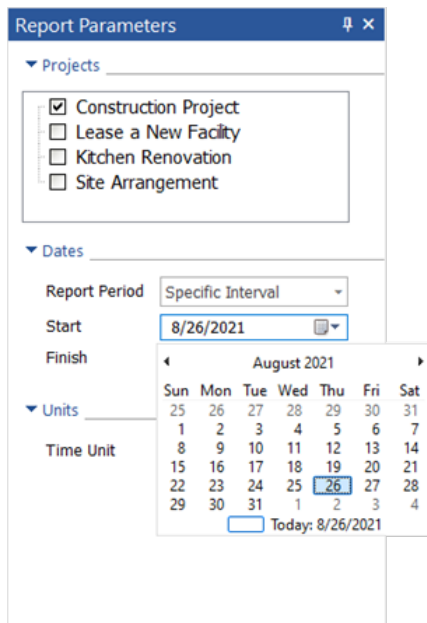 Report Parameters
Projects
Construction Project
Lease a New Facility
Kitchen Renovation
Site Arrangement
Dates
Report Period Specific Interval
Start 8/26/2021
Finish
August 2021
Sun Mon Tue Wed Thu Fri Sat
25 26 27 28 29 30 31
1 2 3 4 5 6 7
8 9 10 11 12 13 14
15 16 17 18 19 20 21
22 23 24 25 26 27 28
29 30 31 1 2 3 4
Today: 8/26/2021
Units
Time Unit